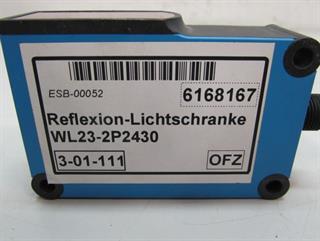 ESB-00052
6168167
Reflexion-Lichtschranke
WL23-2P2430
3-01-111
OFZ